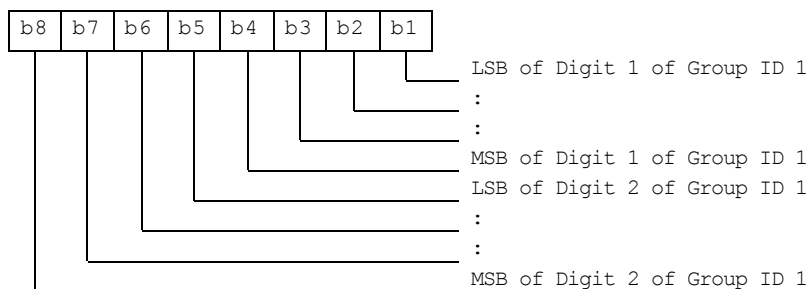 b8 b7 b6 b5 b4 b3 b2 b1
LSB of Digit 1 of Group ID 1
:
:
MSB of Digit 1 of Group ID 1
LSB of Digit 2 of Group ID 1
:
:
MSB of Digit 2 of Group ID 1